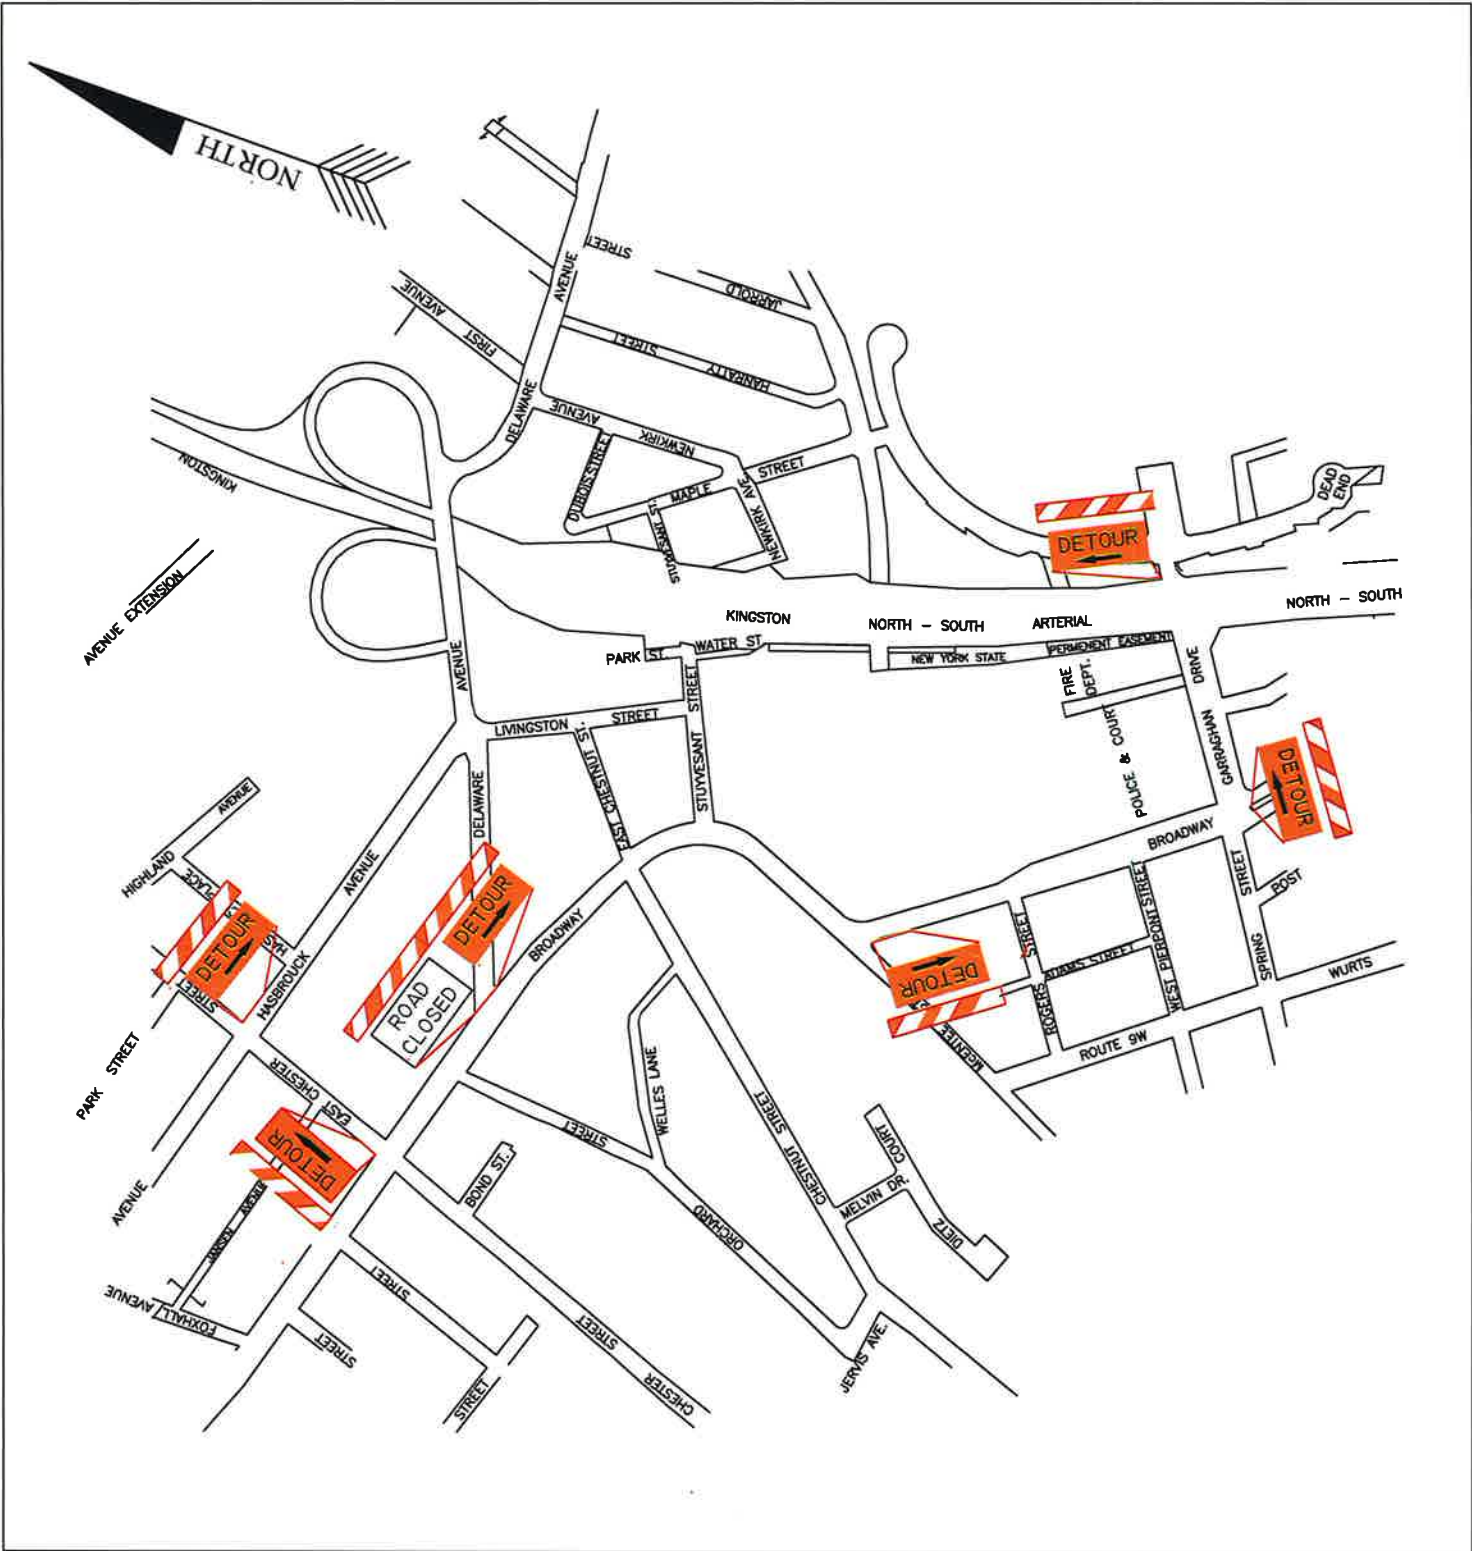 NORTH
STREET
JARROLD
AVENUE
FIRST
AVENUE
STREET
HANRATTY
DELAWARE
AVENUE
NEWKIRK
DUBOIS STREET
MAPLE
STREET
STUYVESANT ST.
NEWKIRK AVE.
KINGSTON
DEAD
END
DETOUR
AVENUE EXTENSION
KINGSTON
NORTH - SOUTH
ARTERIAL
NORTH - SOUTH
PARK ST.
WATER ST
NEW YORK STATE
PERMENENT EASEMENT
AVENUE
FIRE
DEPT.
POLICE & COURT
DRIVE
GARRAGHAN
LIVINGSTON
STREET
STREET
STUYVESANT
EAST CHESTNUT ST.
DELAWARE
DETOUR
BROADWAY
AVENUE
HIGHLAND
PLACE
AVENUE
HASBROUCK
DETOUR
STREET
HAS
DETOUR
ROAD
CLOSED
BROADWAY
DETOUR
STREET
ROGERS
ADAMS STREET
WEST PIERPONT STREET
STREET
SPRING
POST
WURTS
ROUTE 9W
MCENTEE
PARK STREET
CHESTER
EAST
DETOUR
AVENUE
JANSEN AVENUE
AVENUE
FOXHALL
STREET
STREET
STREET
BOND ST.
STREET
WELLES LANE
STREET
CHESTNUT
ORCHARD
COURT
MELVIN DR.
DIETZ
STREET
CHESTER
JERVIS AVE.